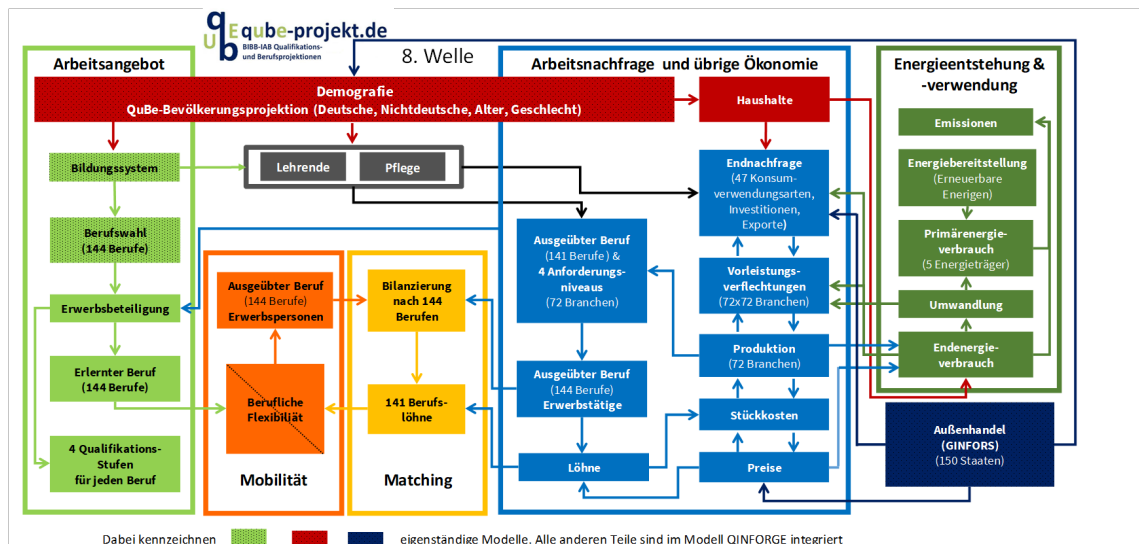 qube-projekt.de
BIBB-IAB Qualifikations-
und Berufsprojektionen
8. Welle
Arbeitsangebot
Arbeitsnachfrage und übrige Ökonomie
Energieentstehung &
-verwendung
Demografie
QuBe-Bevölkerungsprojektion (Deutsche, Nichtdeutsche, Alter, Geschlecht)
Haushalte
Emissionen
Bildungssystem
Lehrende
Pflege
Endnachfrage
(47 Konsum-
verwendungsarten,
Investitionen,
Exporte)
Energiebereitstellung
(Erneuerbare
Enerigen)
Berufswahl
(144 Berufe)
Ausgeübter Beruf
(141 Berufe) &
4 Anforderungs-
niveaus
(72 Branchen)
Primärenergie-
verbrauch
(5 Energieträger)
Ausgeübter Beruf
(144 Berufe)
Erwerbspersonen
Bilanzierung
nach 144
Berufen
Vorleistungs-
verflechtungen
(72x72 Branchen)
Umwandlung
Erwerbsbeteiligung
Produktion
(72 Branchen)
Endenergie-
verbrauch
Erlernter Beruf
(144 Berufe)
Berufliche
Flexibiliät
141 Berufs-
löhne
Ausgeübter Beruf
(144 Berufe)
Erwerbstätige
Stückkosten
Außenhandel
(GINFORS)
(150 Staaten)
4 Qualifikations-
Stufen
für jeden Beruf
Löhne
Preise
Mobilität
Matching
Dabei kennzeichnen eigenständige Modelle. Alle anderen Teile sind im Modell QINFORGE integriert